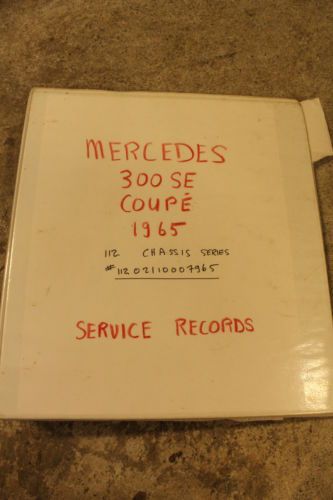 MERCEDES
300 SE
COUPÉ
1965
112 CHASSIS SERIES
#11202110007965
SERVICE RECORDS